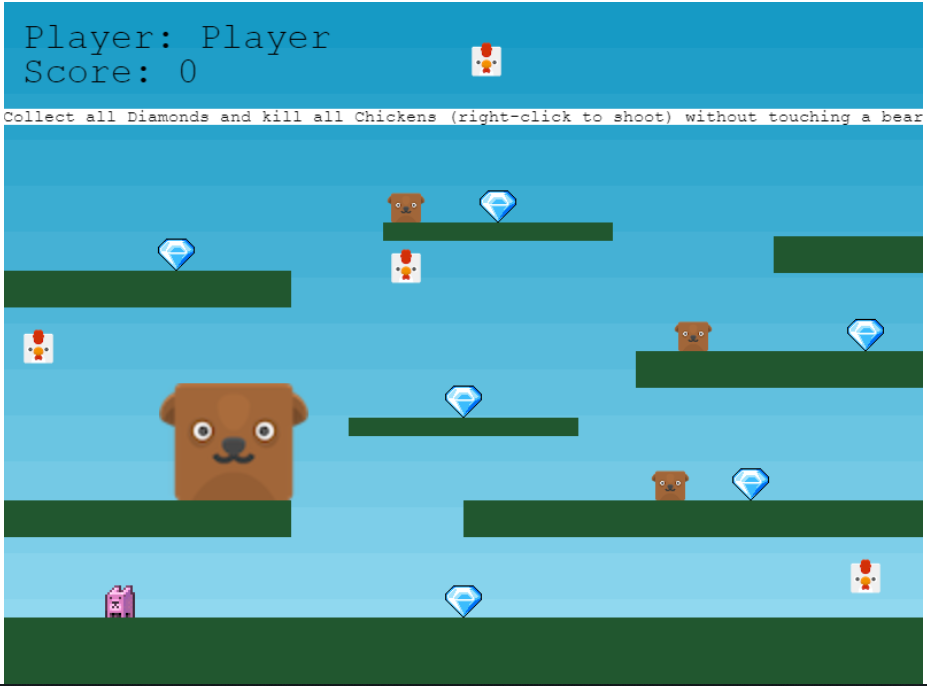 Player: Player
Score: 0
Collect all Diamonds and kill all Chickens (right-click to shoot) without touching a bear